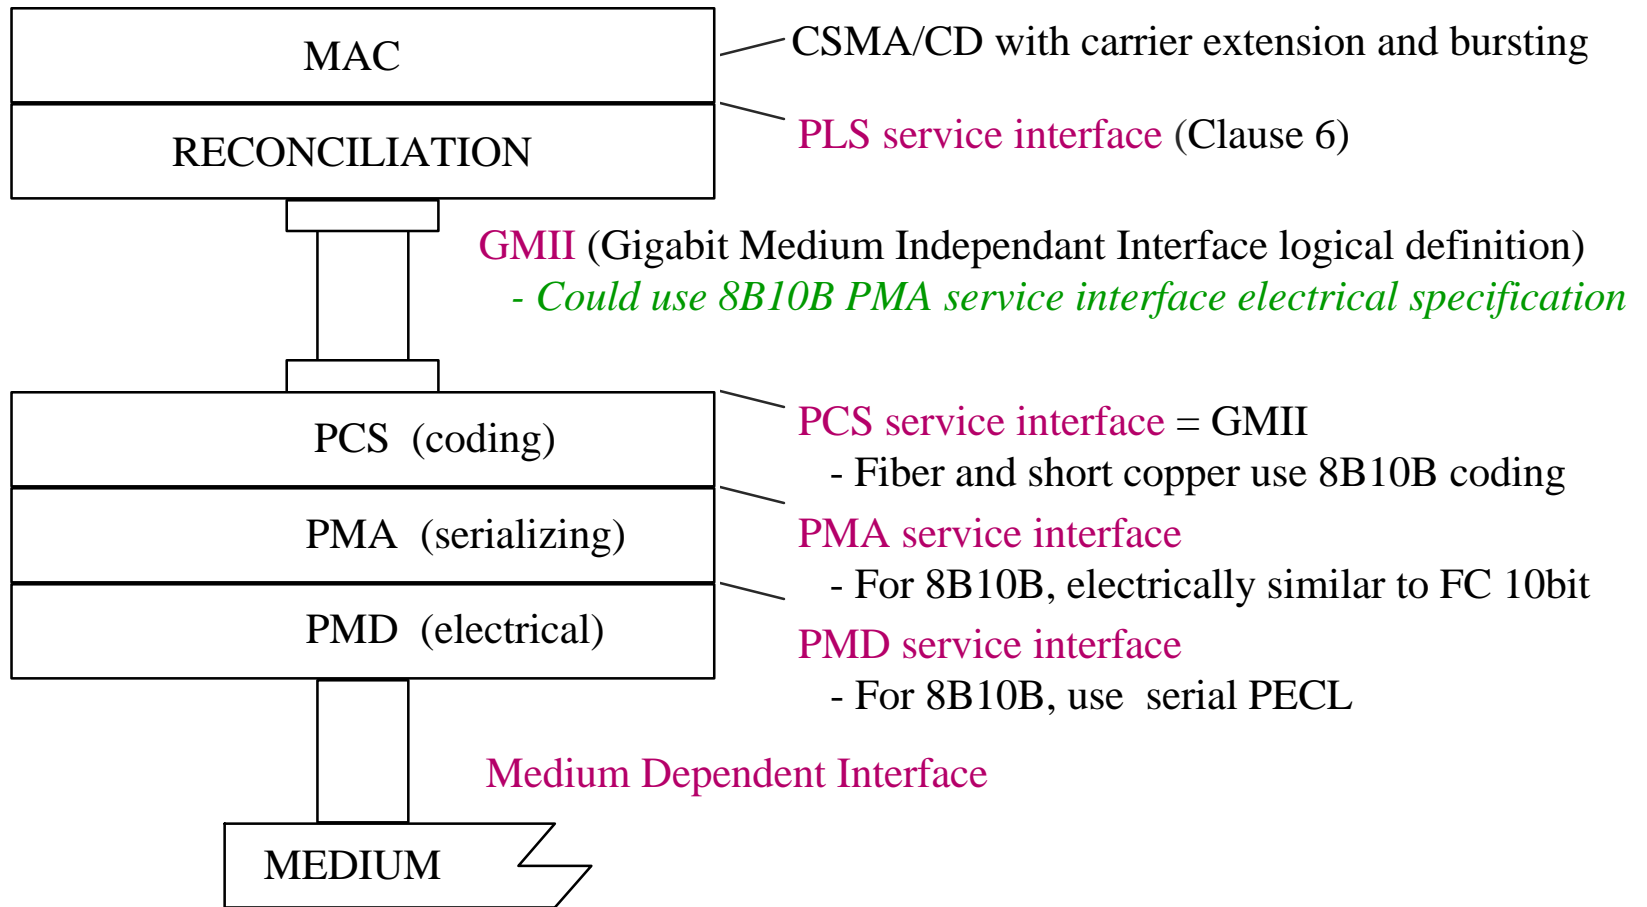 MAC
CSMA/CD with carrier extension and bursting
PLS service interface (Clause 6)
RECONCILIATION
GMII (Gigabit Medium Independant Interface logical definition)
- Could use 8B10B PMA service interface electrical specification
PCS (coding)
PCS service interface = GMII
- Fiber and short copper use 8B10B coding
PMA (serializing)
PMA service interface
- For 8B10B, electrically similar to FC 10bit
PMD (electrical)
PMD service interface
- For 8B10B, use serial PECL
Medium Dependent Interface
MEDIUM